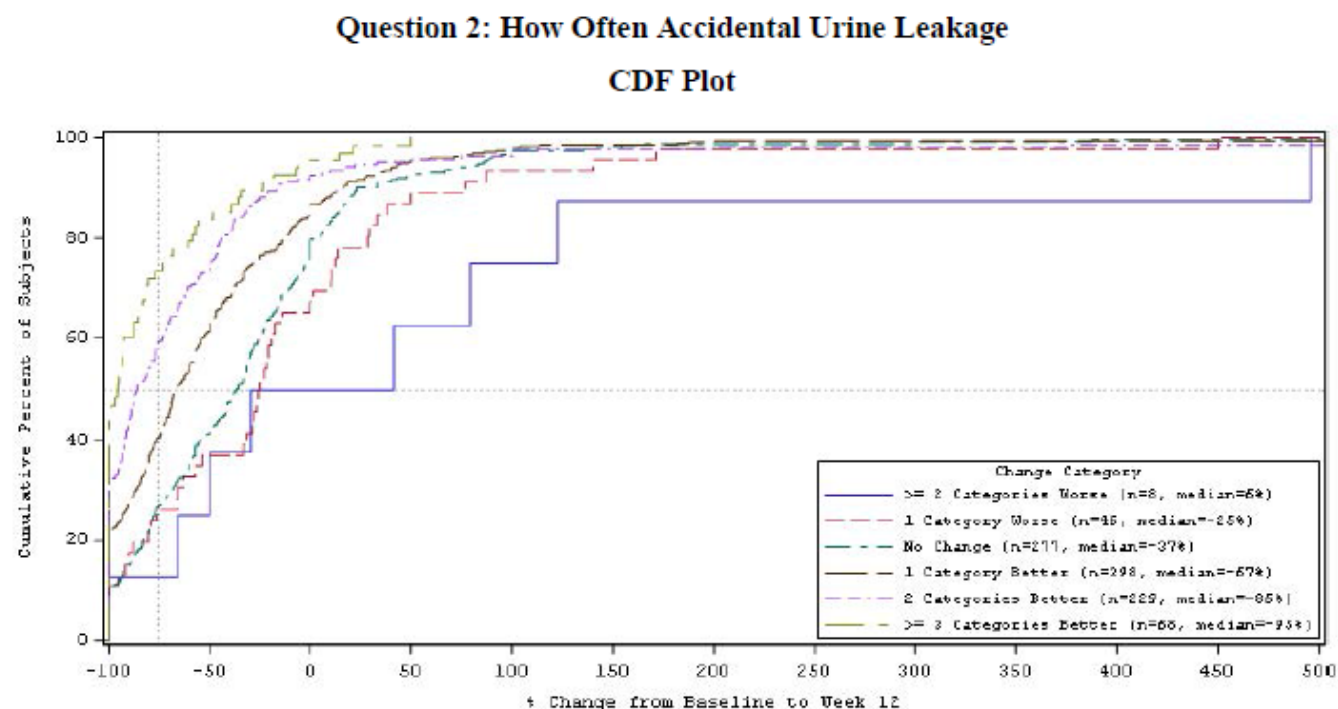 Question 2: How Often Accidental Urine Leakage
CDF Plot
100
80
60
40
20
0
Cumulative Percent of Subjects
-100 -50 0 50 100 150 200 250 300 350 400 450 500
% Change from Baseline to Week 12
Change Category
>= 2 Categories Worse (n=8, median=6%)
1 Category Worse (n=46, median=-25%)
No Change (n=277, median=-37%)
1 Category Better (n=298, median=-67%)
2 Categories Better (n=229, median=-85%)
>= 3 Categories Better (n=68, median=-95%)